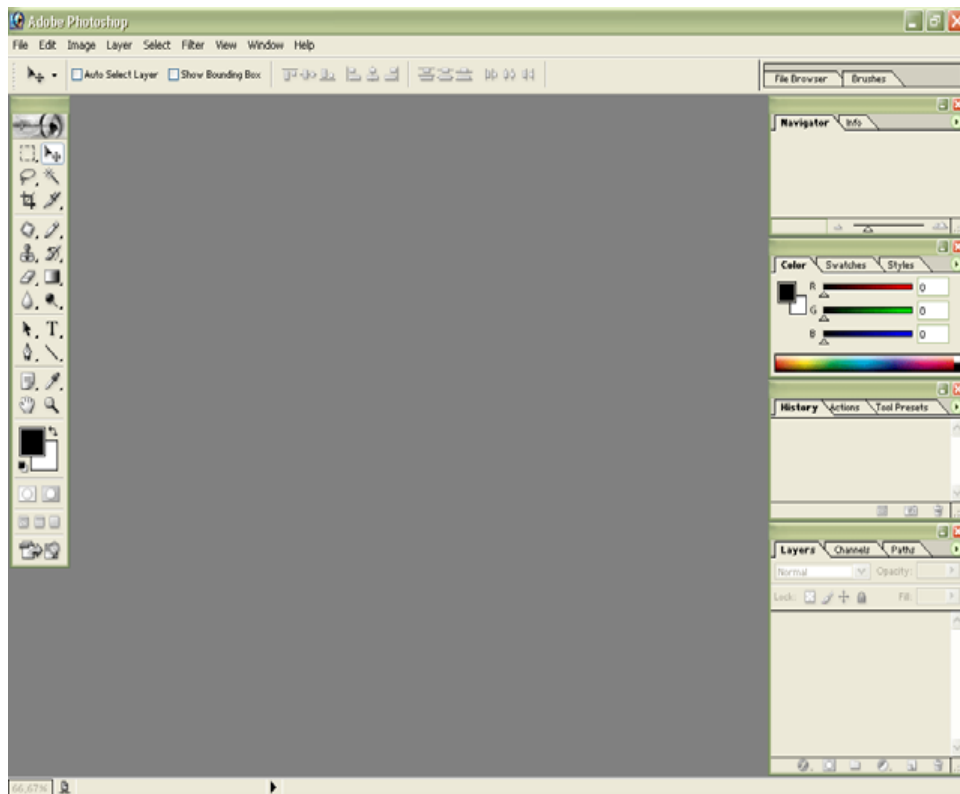 Adobe Photoshop
File Edit Image Layer Select Filter View Window Help
Auto Select Layer Show Bounding Box
File Browser Brushes
Navigator Info
Color Swatches Styles
R 0
G 0
B 0
History Actions Tool Presets
Layers Channels Paths
Normal Opacity:
Lock: Fill:
T
66,67%